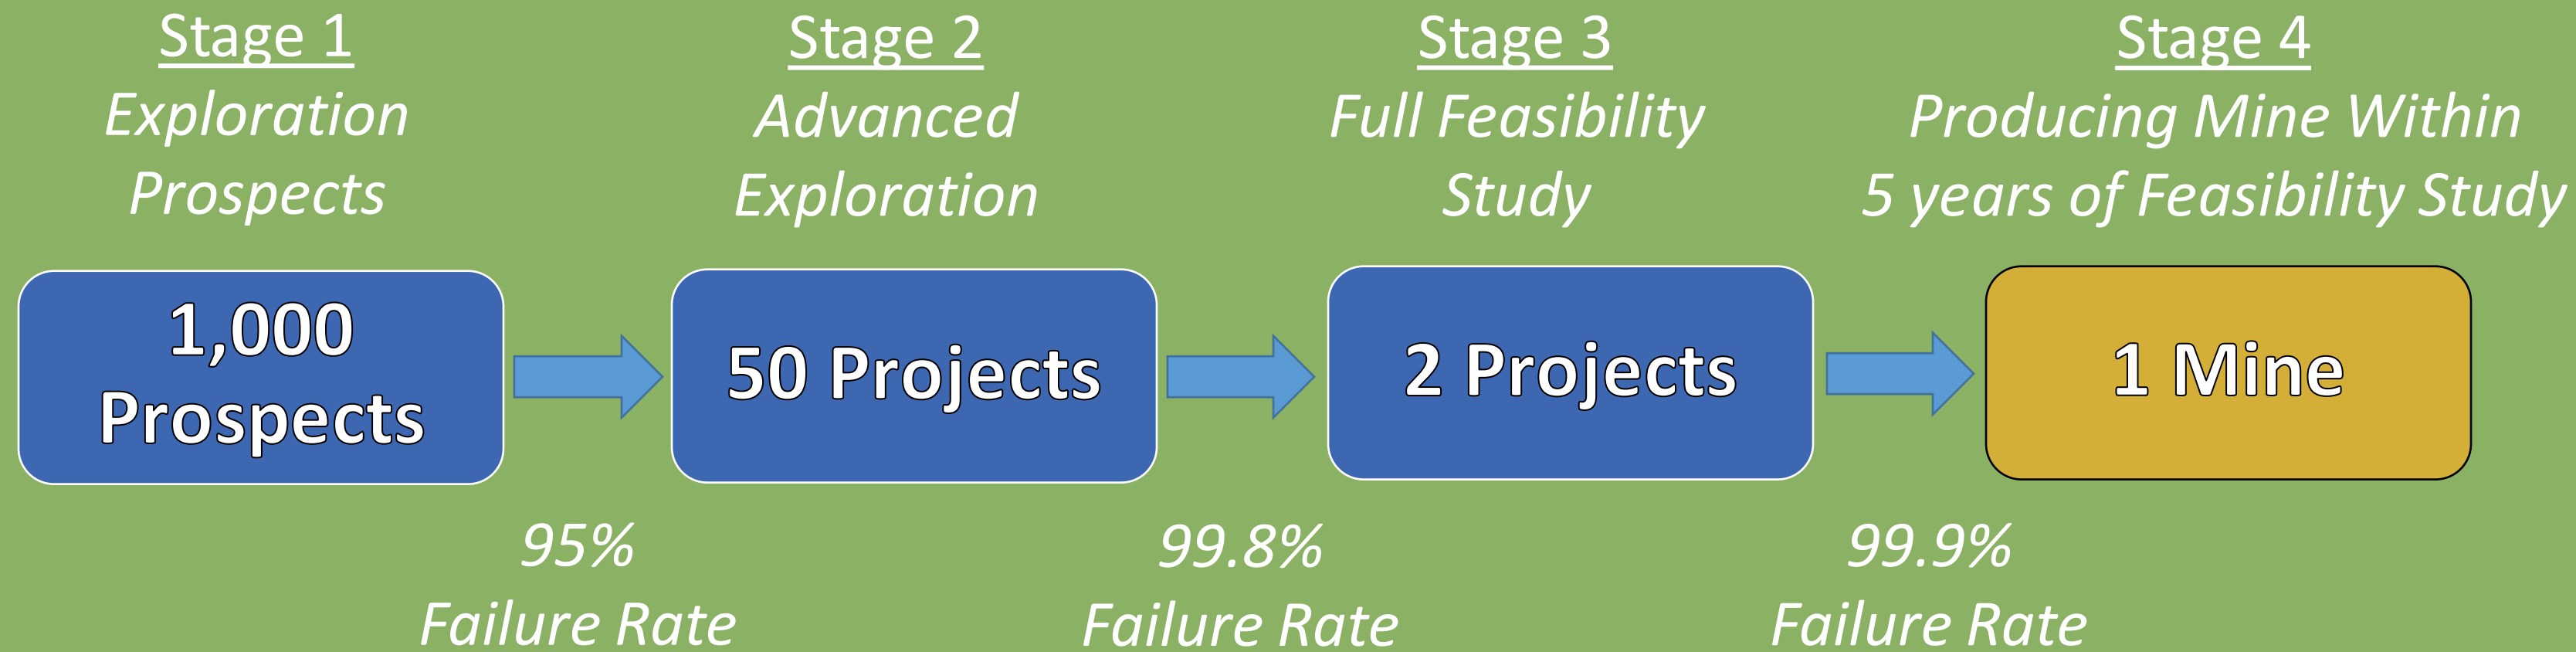 Stage 1
Exploration
Prospects
Stage 2
Advanced
Exploration
Stage 3
Full Feasibility
Study
Stage 4
Producing Mine Within
5 years of Feasibility Study
1,000
Prospects
50 Projects
2 Projects
1 Mine
95%
Failure Rate
99.8%
Failure Rate
99.9%
Failure Rate